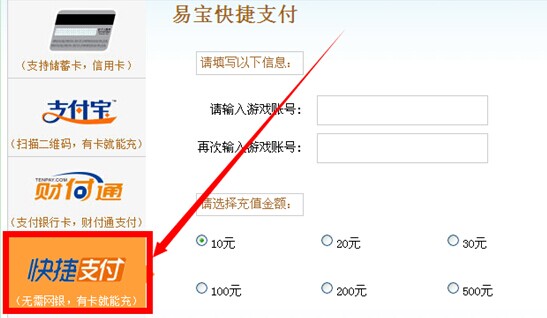 易宝快捷支付
(支持储蓄卡，信用卡)
支付宝
(扫描二维码，有卡就能充)
TENPAY.COM
财付通
(支付银行卡，财付通支付)
快捷支付
(无需网银，有卡就能充)
请填写以下信息:
请输入游戏账号:
再次输入游戏账号:
请选择充值金额:
10元 20元 30元
100元 200元 500元